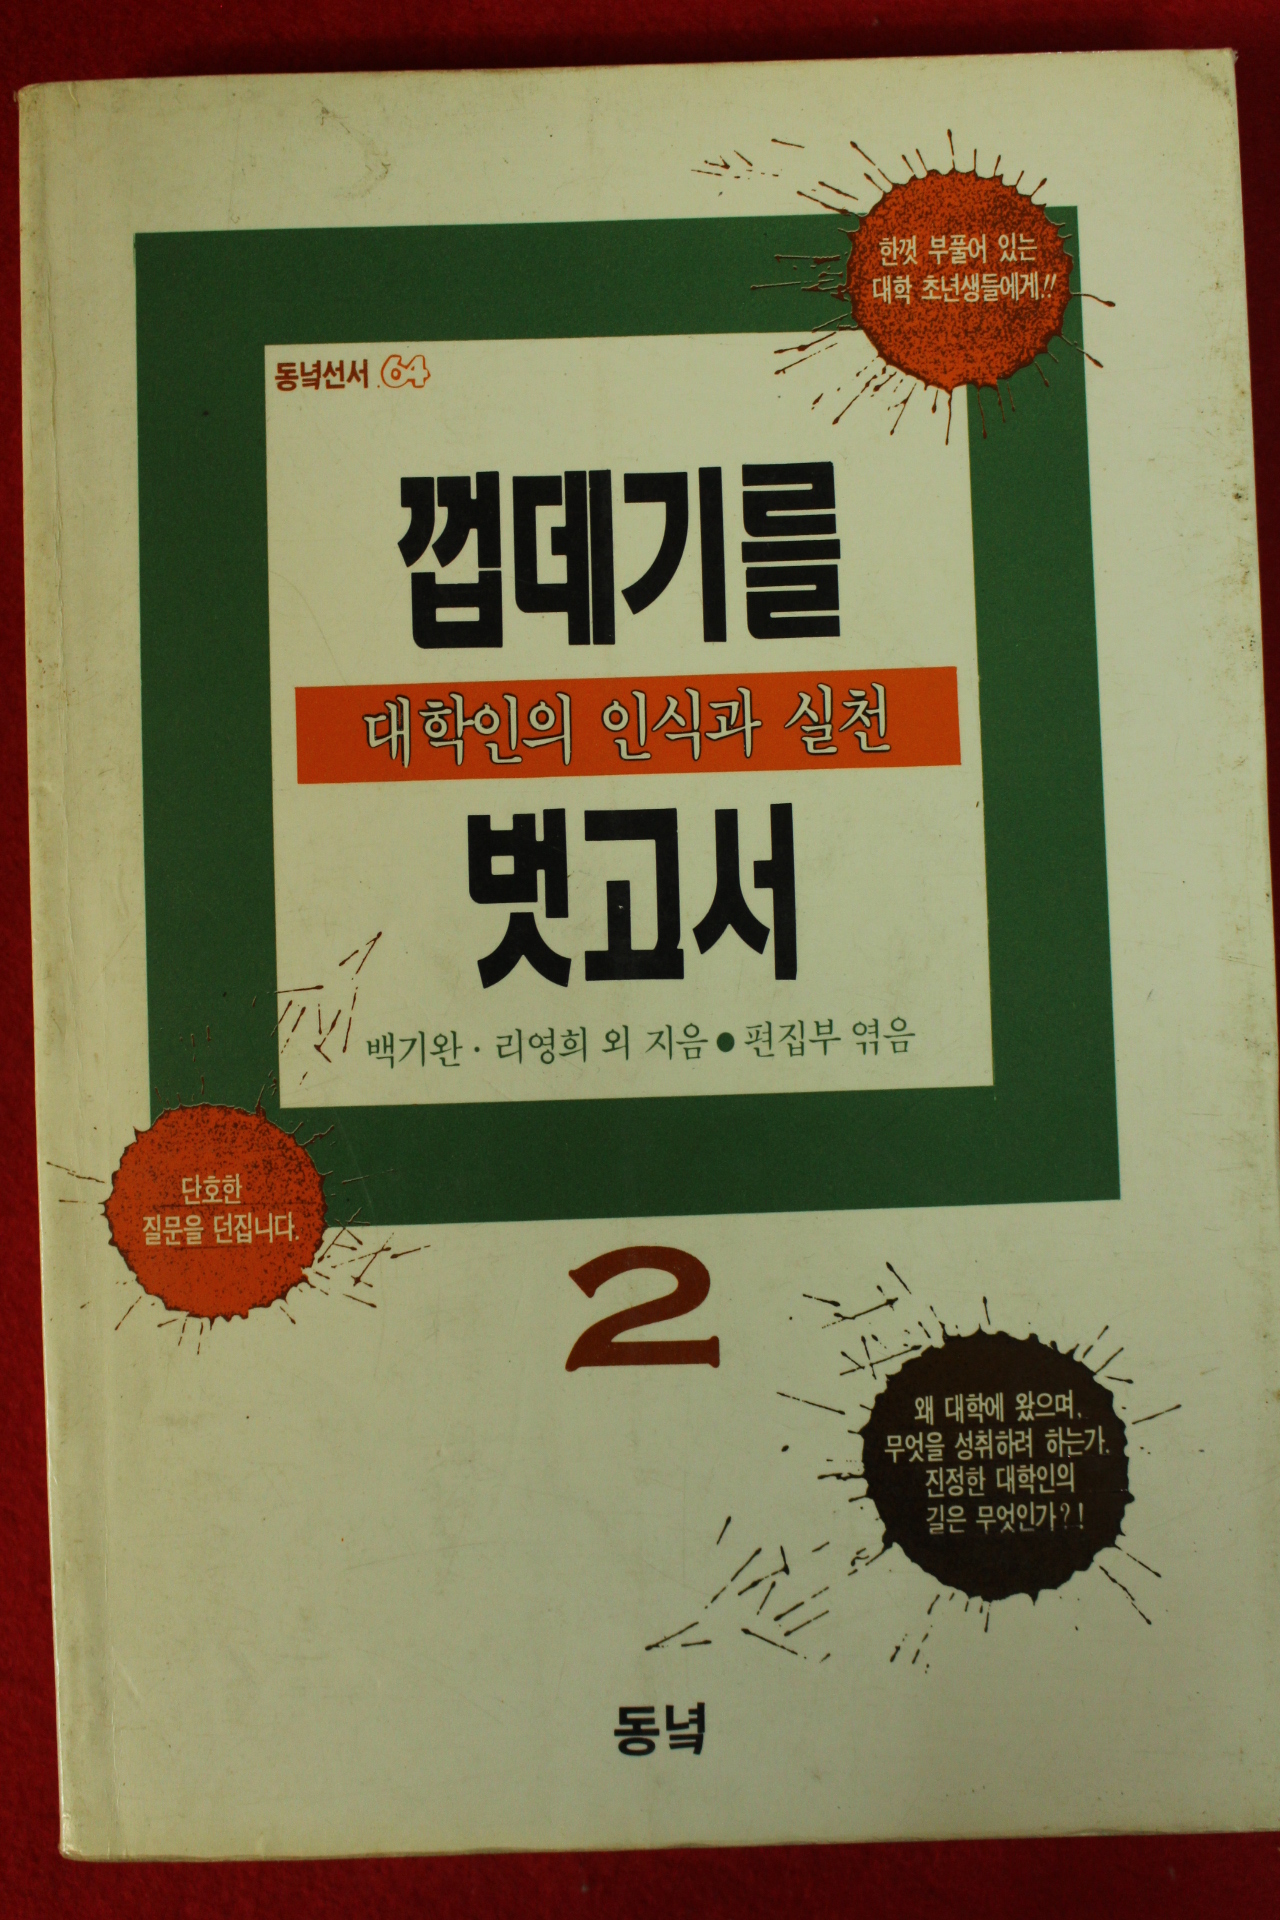 한껏 부풀어 있는
대학 초년생들에게!!
동녘선서 64
껍데기를
대학인의 인식과 실천
벗고서
백기완 · 리영희 외 지음 ● 편집부 엮음
단호한
질문을 던집니다.
2
왜 대학에 왔으며,
무엇을 성취하려 하는가.
진정한 대학인의
길은 무엇인가?!
동녘